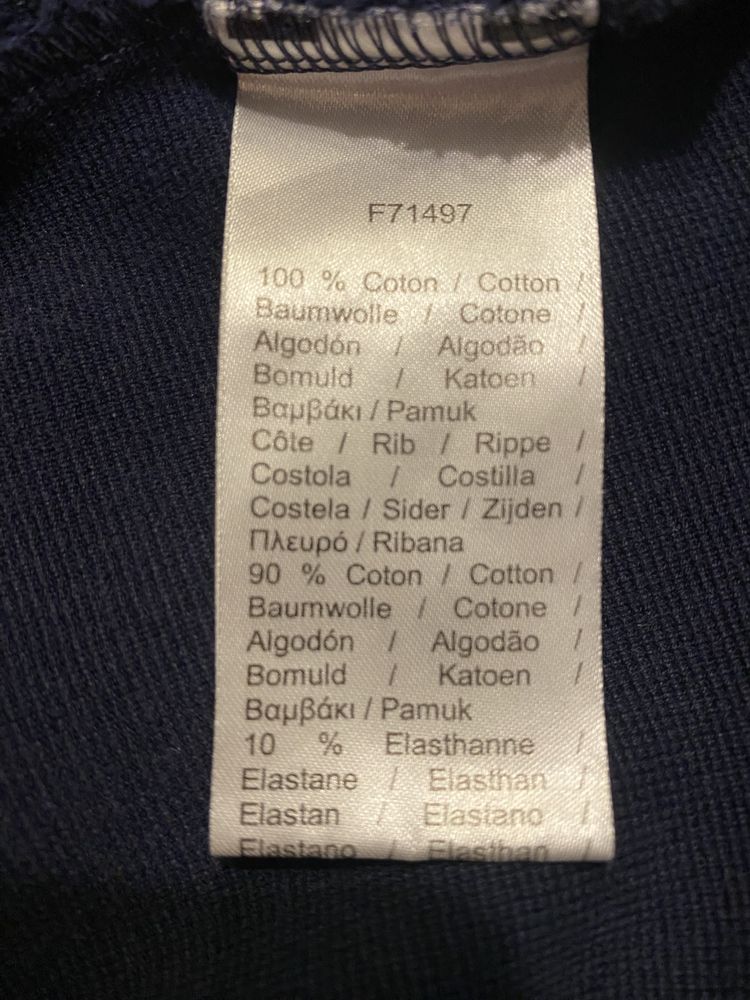 F71497
100 % Coton / Cotton /
Baumwolle / Cotone /
Algodón / Algodão /
Bomuld / Katoen /
Βαμβάκι / Pamuk
Côte / Rib / Rippe /
Costola / Costilla /
Costela / Sider / Zijden /
Πλευρό / Ribana
90 % Coton / Cotton /
Baumwolle / Cotone /
Algodón / Algodão /
Bomuld / Katoen /
Βαμβάκι / Pamuk
10 % Elasthanne /
Elastane / Elasthan /
Elastan / Elastano /
Elastano / Elasthan /